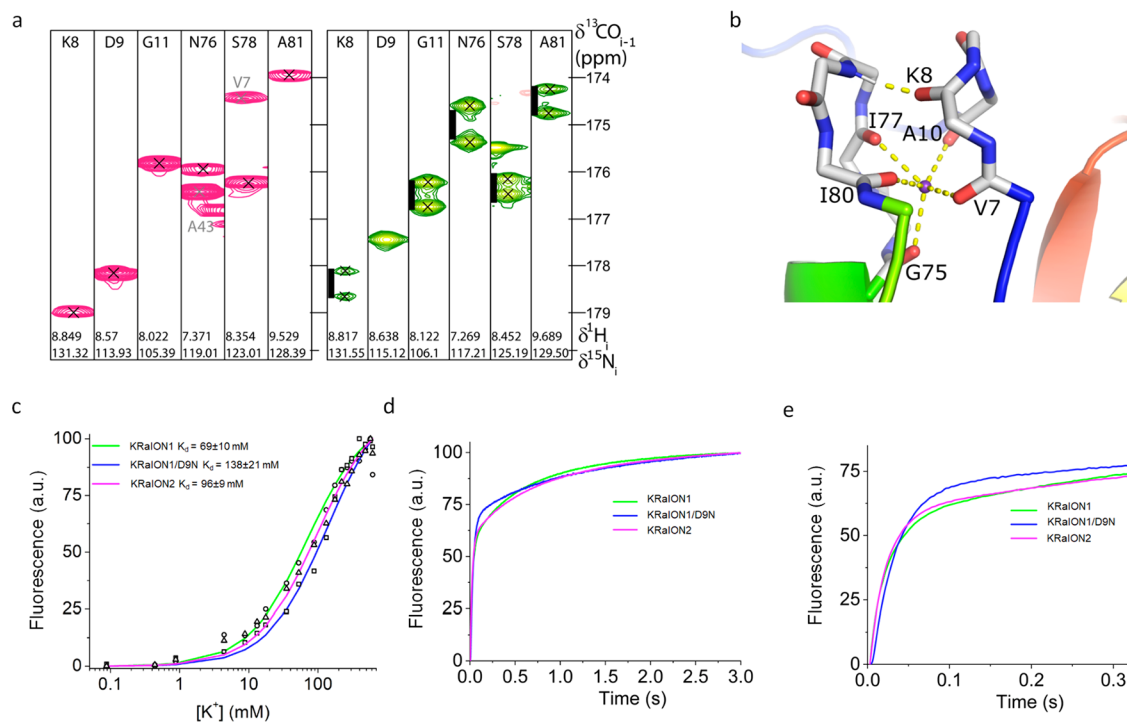 a
K8 D9 G11 N76 S78 A81 K8 D9 G11 N76 S78 A81
δ¹³CO i-1
(ppm)
V7
A43
174
175
176
177
178
179
8.849 8.57 8.022 7.371 8.354 9.529 8.817 8.638 8.122 7.269 8.452 9.689
δ¹H i
131.32 113.93 105.39 119.01 123.01 128.39 131.55 115.12 106.1 117.21 125.19 129.50
δ¹⁵N i
b
K8
I77
A10
I80
V7
G75
c
KRaION1 Kd = 69±10 mM
KRaION1/D9N Kd = 138±21 mM
KRaION2 Kd = 96±9 mM
Fluorescence (a.u.)
100
75
50
25
0
0.1 1 10 100
[K⁺] (mM)
d
KRaION1
KRaION1/D9N
KRaION2
Fluorescence (a.u.)
100
75
50
25
0
0.0 0.5 1.0 1.5 2.0 2.5 3.0
Time (s)
e
KRaION1
KRaION1/D9N
KRaION2
Fluorescence (a.u.)
75
50
25
0
0.0 0.1 0.2 0.3
Time (s)